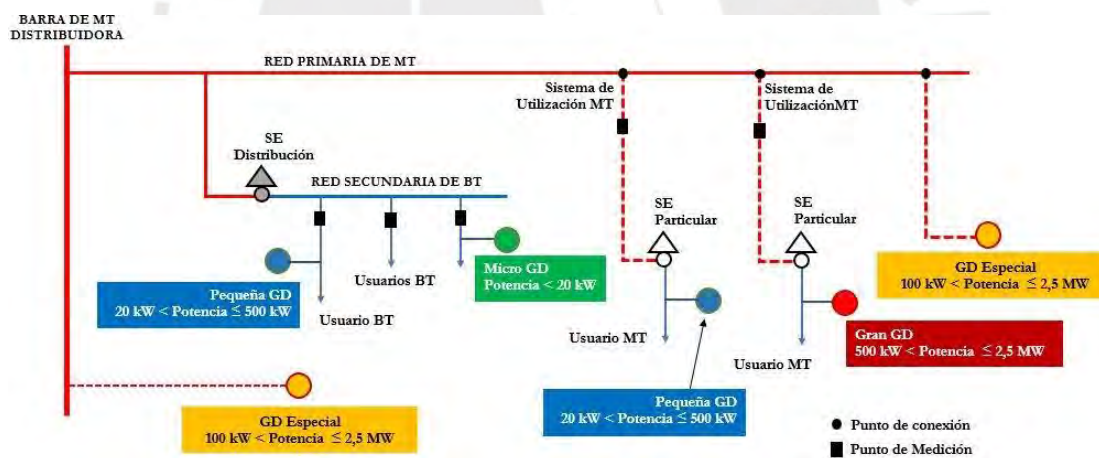 BARRA DE MT
DISTRIBUIDORA
RED PRIMARIA DE MT
Sistema de
Utilización MT
Sistema de
UtilizaciónMT
SE
Distribución
RED SECUNDARIA DE BT
SE
Particular
SE
Particular
Usuarios BT
Micro GD
Potencia < 20 kW
GD Especial
100 kW < Potencia ≤ 2,5 MW
Pequeña GD
20 kW < Potencia ≤ 500 kW
Usuario BT
Usuario MT
Usuario MT
Gran GD
500 kW < Potencia ≤ 2,5 MW
Pequeña GD
20 kW < Potencia ≤ 500 kW
GD Especial
100 kW < Potencia ≤ 2,5 MW
Punto de conexión
Punto de Medición